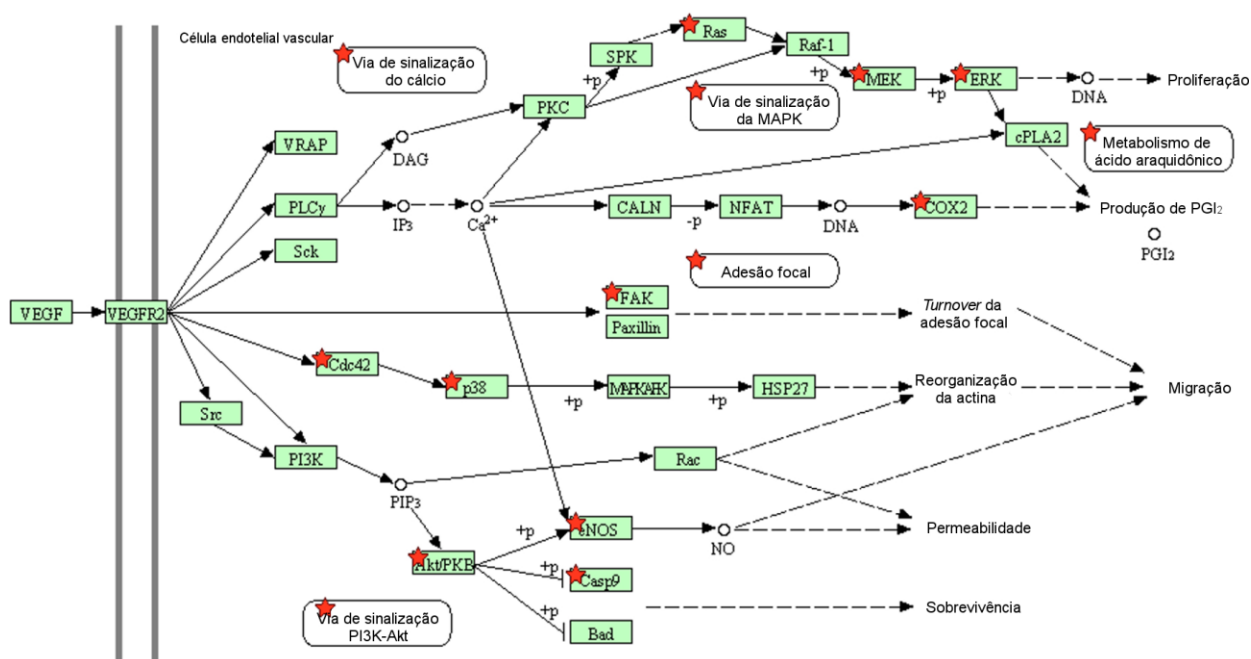 Célula endotelial vascular
Via de sinalização
do cálcio
SPK
Ras
Raf-1
+p
+p
MEK
+p
ERK
DNA
Proliferação
PKC
Via de sinalização
da MAPK
cPLA2
Metabolismo de
ácido araquidônico
VRAP
DAG
PLCγ
IP3
Ca2+
CALN
-p
NFAT
DNA
COX2
Produção de PGI2
PGI2
Sck
Adesão focal
VEGF
VEGFR2
FAK
Paxillin
Turnover da
adesão focal
Cdc42
p38
+p
MAPKAPK
+p
HSP27
Reorganização
da actina
Migração
Src
PI3K
PIP3
Rac
+p
eNOS
NO
Permeabilidade
Akt/PKB
+p
Casp9
+p
Bad
Sobrevivência
Via de sinalização
PI3K-Akt